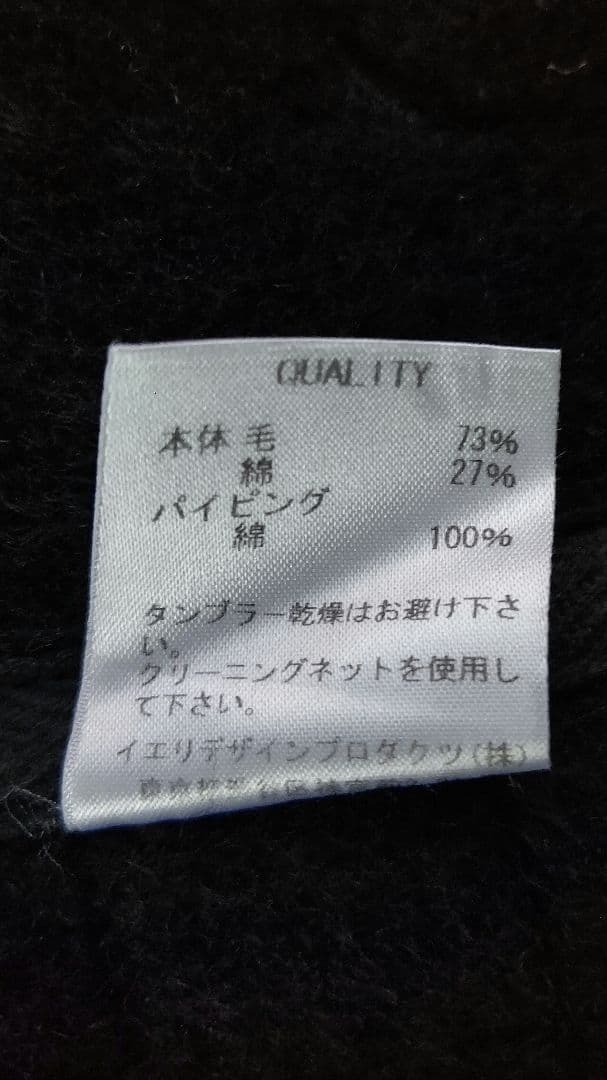 QUALITY
本体 毛 73%
綿 27%
パイピング
綿 100%
タンブラー乾燥はお避け下さ
い。
クリーニングネットを使用し
て下さい。
イエリデザインプロダクツ(株)